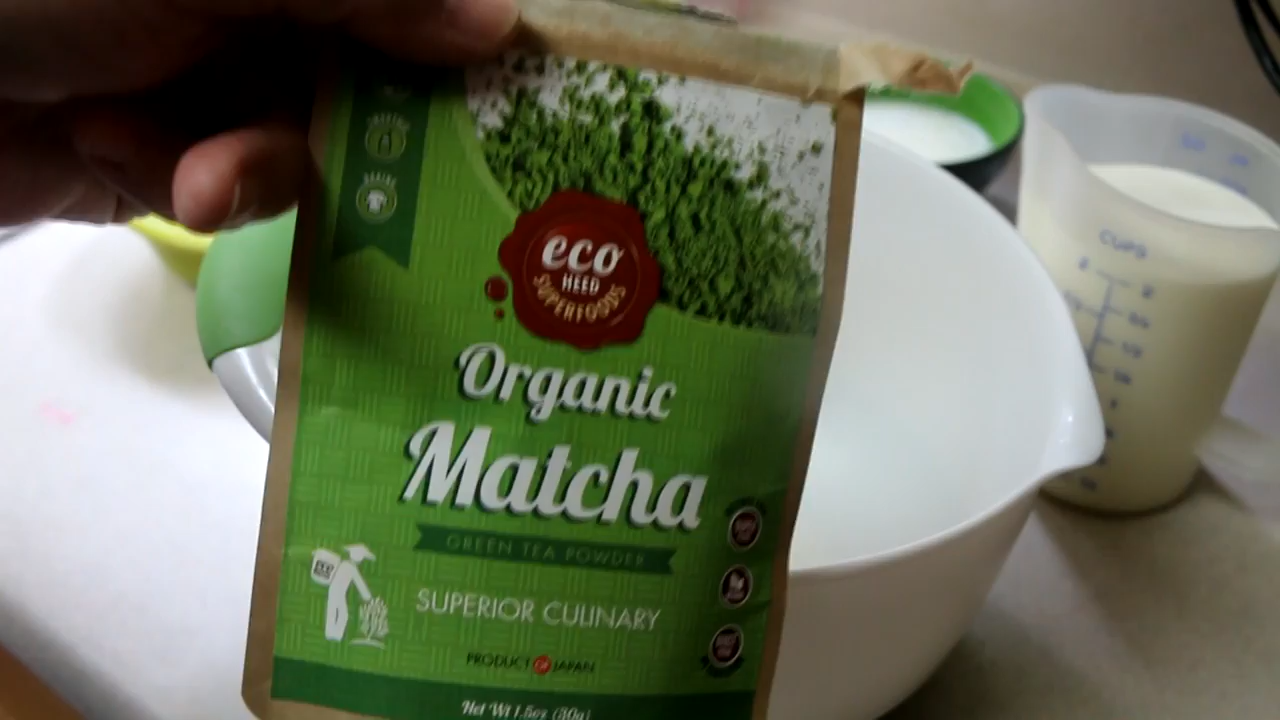 eco
HEED
SUPERFOODS
Organic
Matcha
GREEN TEA POWDER
SUPERIOR CULINARY
PRODUCT OF JAPAN
Net Wt 1.5oz (30g)
CUPS